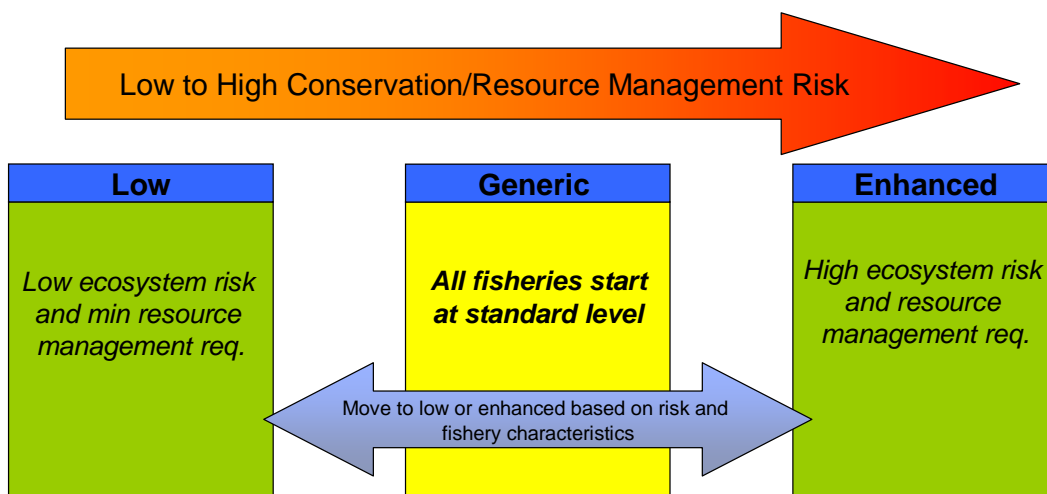 Low to High Conservation/Resource Management Risk
Low
Generic
Enhanced
Low ecosystem risk
and min resource
management req.
All fisheries start
at standard level
High ecosystem risk
and resource
management req.
Move to low or enhanced based on risk and
fishery characteristics